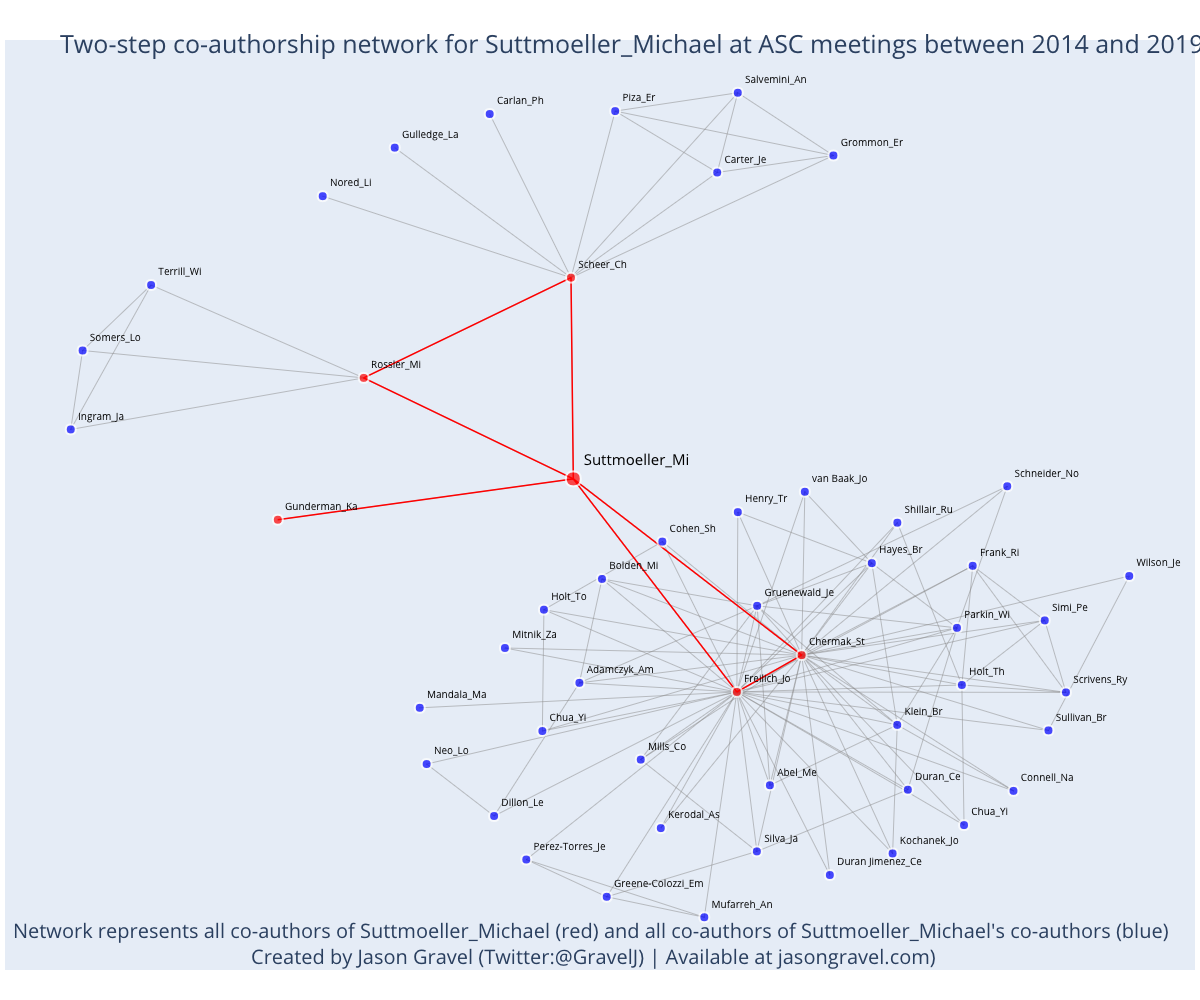 Two-step co-authorship network for Suttmoeller_Michael at ASC meetings between 2014 and 2019
Salvemini_An
Piza_Er
Carlan_Ph
Gulledge_La
Grommon_Er
Carter_Je
Nored_Li
Scheer_Ch
Terrill_Wi
Somers_Lo
Rossler_Mi
Ingram_Ja
Suttmoeller_Mi
Schneider_No
van Baak_Jo
Henry_Tr
Gunderman_Ka
Shillair_Ru
Cohen_Sh
Hayes_Br
Frank_Ri
Wilson_Je
Bolden_Mi
Gruenewald_Je
Holt_To
Simi_Pe
Parkin_Wi
Mitnik_Za
Chermak_St
Adamczyk_Am
Holt_Th
Freilich_Jo
Scrivens_Ry
Mandala_Ma
Klein_Br
Sullivan_Br
Chua_Yi
Mills_Co
Neo_Lo
Abel_Me
Duran_Ce
Connell_Na
Dillon_Le
Kerodal_As
Chua_Yi
Silva_Ja
Kochanek_Jo
Perez-Torres_Je
Duran Jimenez_Ce
Greene-Colozzi_Em
Mufarreh_An
Network represents all co-authors of Suttmoeller_Michael (red) and all co-authors of Suttmoeller_Michael's co-authors (blue)
Created by Jason Gravel (Twitter:@GravelJ) | Available at jasongravel.com)